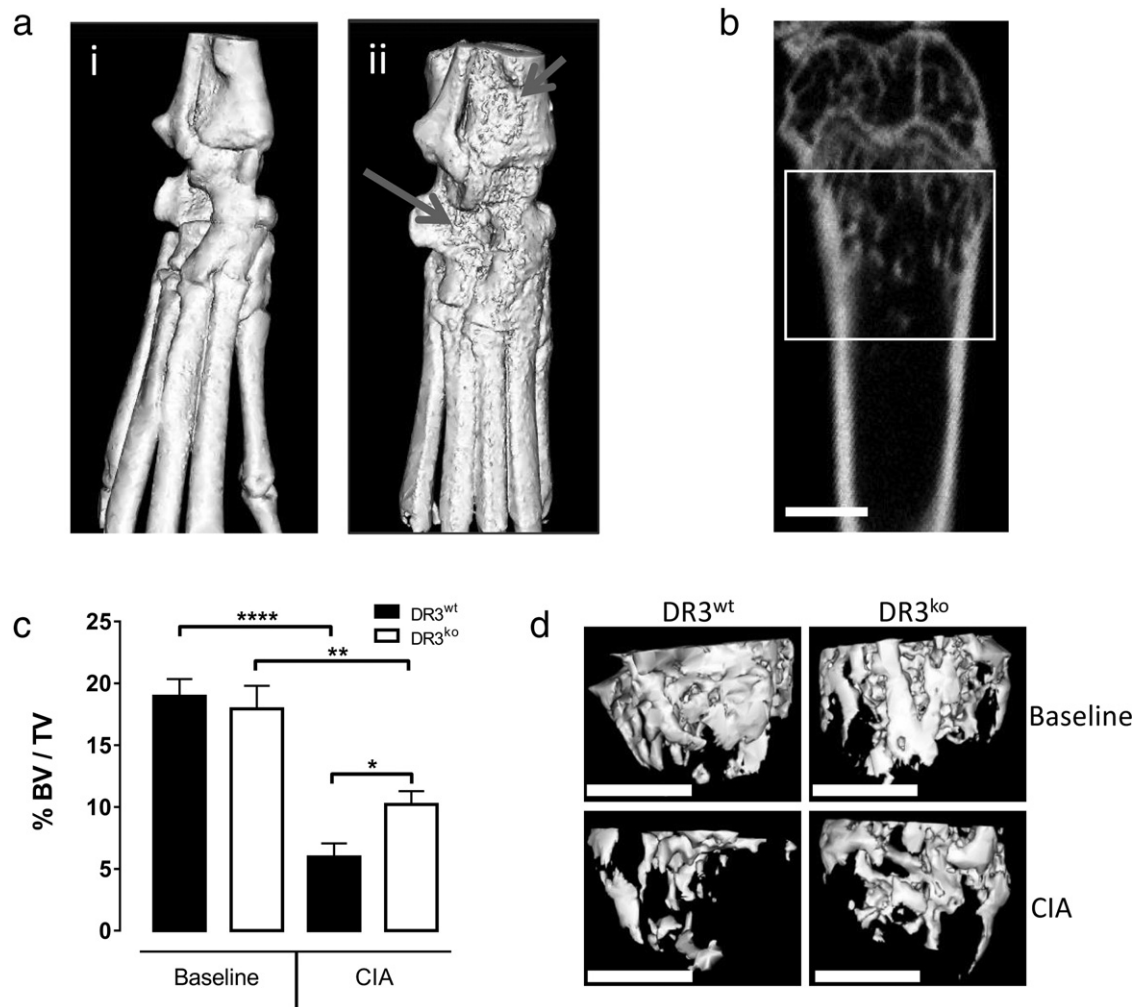 a
i
ii
b
c
25
20
15
10
5
0
% BV / TV
****
**
*
DR3wt
DR3ko
Baseline
CIA
d
DR3wt
DR3ko
Baseline
CIA